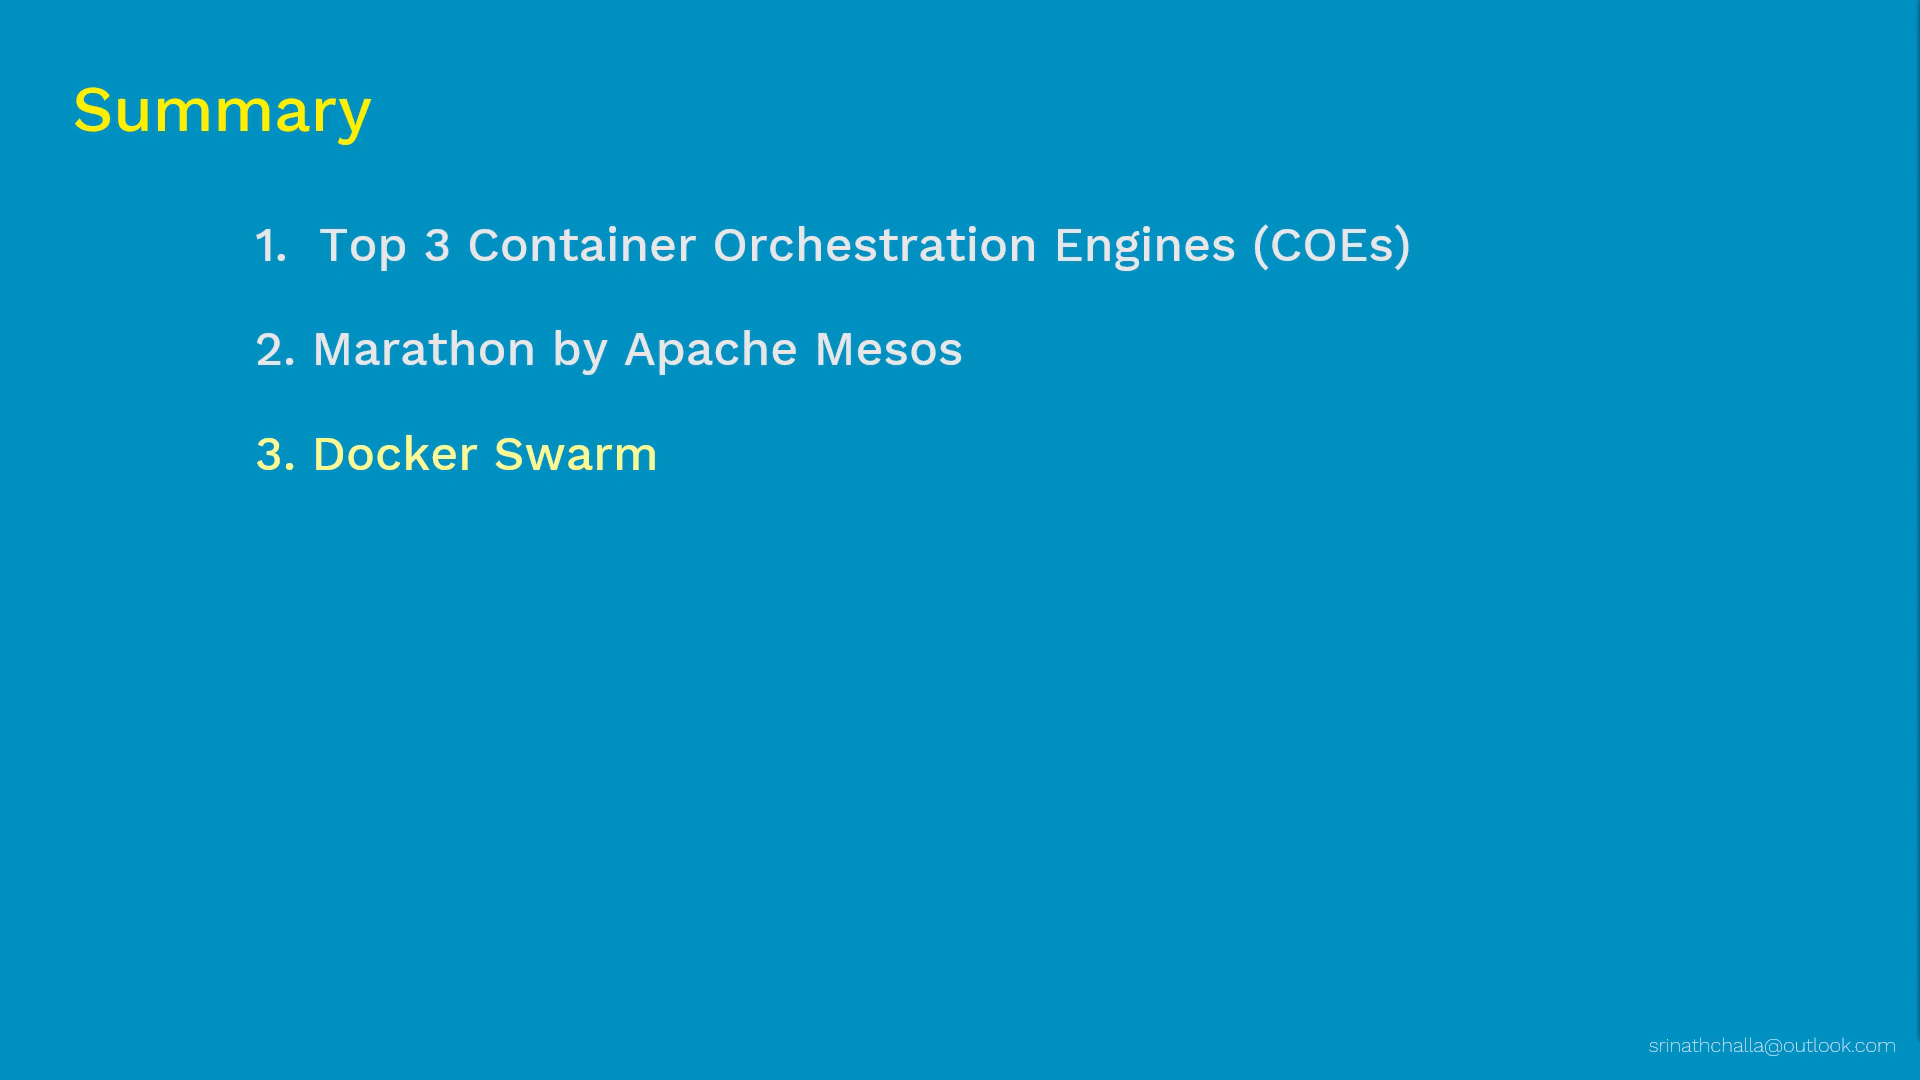 Summary
1. Top 3 Container Orchestration Engines (COEs)
2. Marathon by Apache Mesos
3. Docker Swarm
srinathchalla@outlook.com